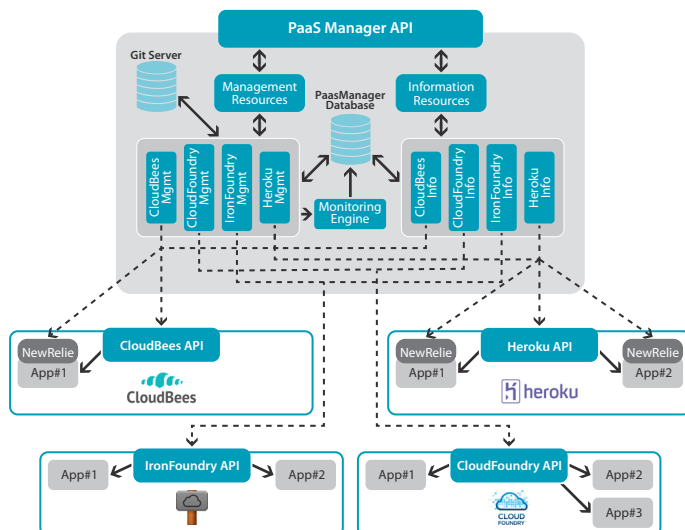 PaaS Manager API
Git Server
Management
Resources
PaasManager
Database
Information
Resources
CloudBees
Mgmt
CloudFoundry
Mgmt
IronFoundry
Mgmt
Heroku
Mgmt
Monitoring
Engine
CloudBees
Info
CloudFoundry
Info
IronFoundry
Info
Heroku
Info
NewRelie
App#1
CloudBees API
CloudBees
NewRelie
App#1
Heroku API
heroku
NewRelie
App#2
App#1
IronFoundry API
App#2
App#1
CloudFoundry API
App#2
App#3
CLOUD
FOUNDRY